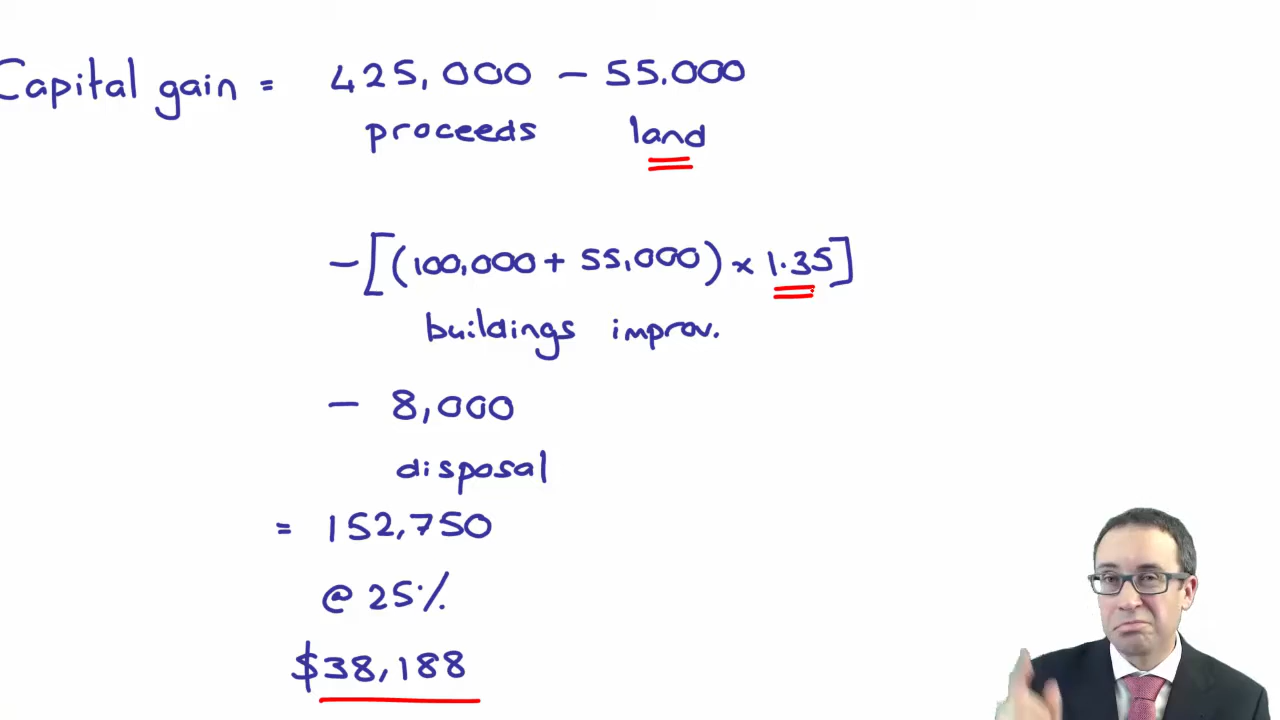 Capital gain = 425,000 - 55.000
proceeds land
- [(100,000 + 55,000) × 1.35]
buildings improv.
- 8,000
disposal
= 152,750
@ 25%
$38,188